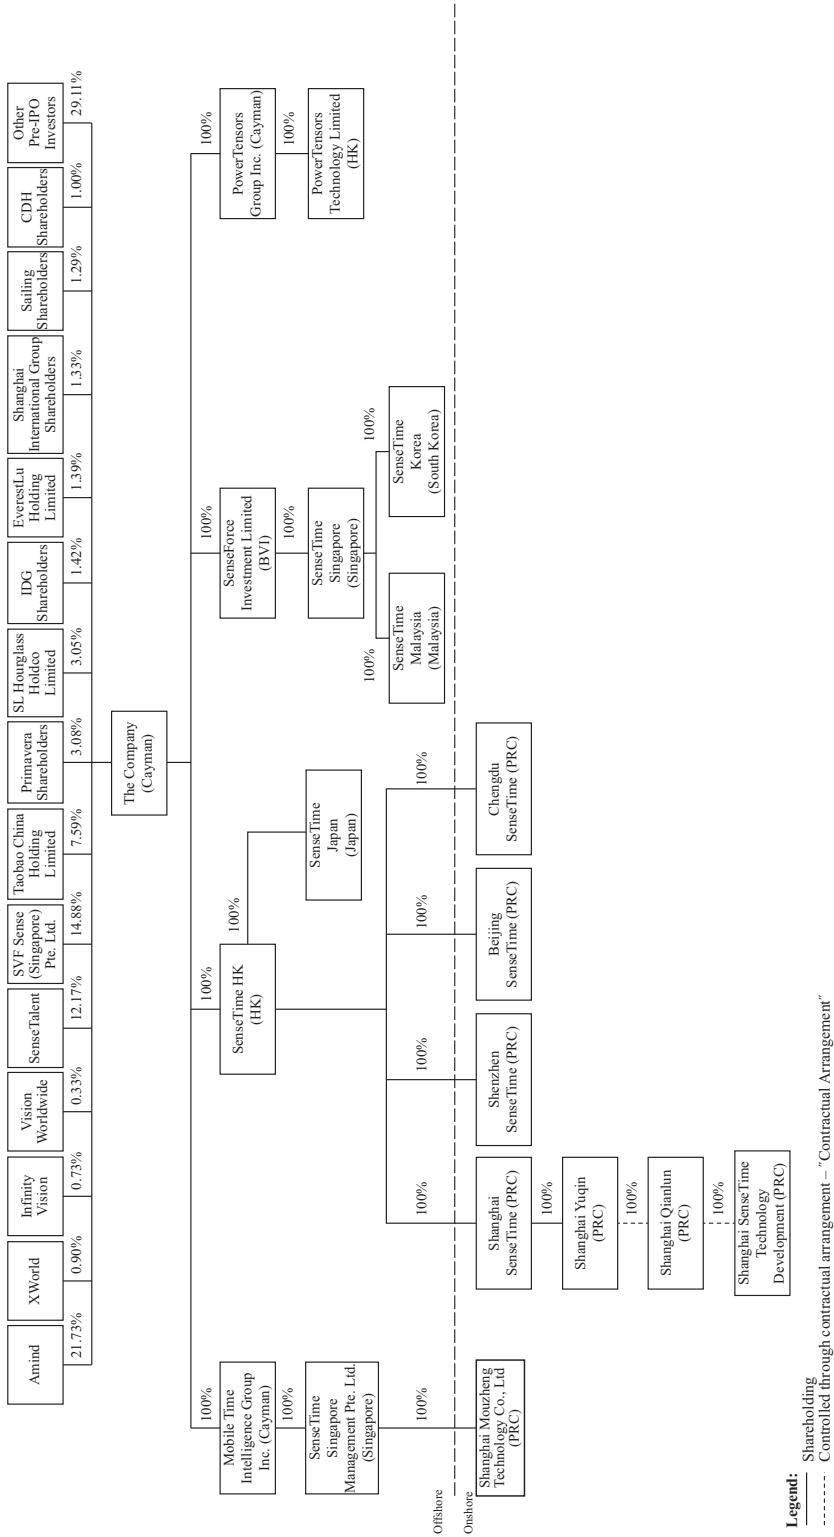 Amind
XWorld
Infinity
Vision
Vision
Worldwide
SenseTalent
SVF Sense
(Singapore)
Pte. Ltd.
Taobao China
Holding
Limited
Primavera
Shareholders
SL Hourglass
Holdco
Limited
IDG
Shareholders
EverestLu
Holding
Limited
Shanghai
International Group
Shareholders
Sailing
Shareholders
CDH
Shareholders
Other
Pre-IPO
Investors
21.73%
0.90%
0.73%
0.33%
12.17%
14.88%
7.59%
3.08%
3.05%
1.42%
1.39%
1.33%
1.29%
1.00%
29.11%
The Company
(Cayman)
100%
100%
100%
100%
Mobile Time
Intelligence Group
Inc. (Cayman)
SenseTime HK
(HK)
SenseForce
Investment Limited
(BVI)
PowerTensors
Group Inc. (Cayman)
100%
100%
100%
100%
SenseTime
Singapore
Management Pte. Ltd.
(Singapore)
SenseTime
Japan
(Japan)
SenseTime
Singapore
(Singapore)
PowerTensors
Technology Limited
(HK)
100%
100%
SenseTime
Malaysia
(Malaysia)
SenseTime
Korea
(South Korea)
100%
100%
100%
100%
100%
Offshore
Onshore
Shanghai Mouzheng
Technology Co., Ltd
(PRC)
Shanghai
SenseTime (PRC)
Shenzhen
SenseTime (PRC)
Beijing
SenseTime (PRC)
Chengdu
SenseTime (PRC)
100%
Shanghai Yuqin
(PRC)
100%
Shanghai Qianlun
(PRC)
100%
Shanghai SenseTime
Technology
Development (PRC)
Legend:
Shareholding
Controlled through contractual arrangement – "Contractual Arrangement"